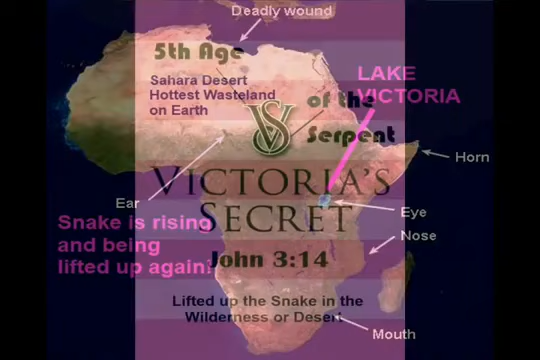 Deadly wound
5th Age
Sahara Desert
Hottest Wasteland
on Earth
LAKE
VICTORIA
of the
Serpent
VS
Horn
VICTORIA'S
SECRET
Ear
Eye
Snake is rising
and being
lifted up again!
Nose
John 3:14
Lifted up the Snake in the
Wilderness or Desert
Mouth